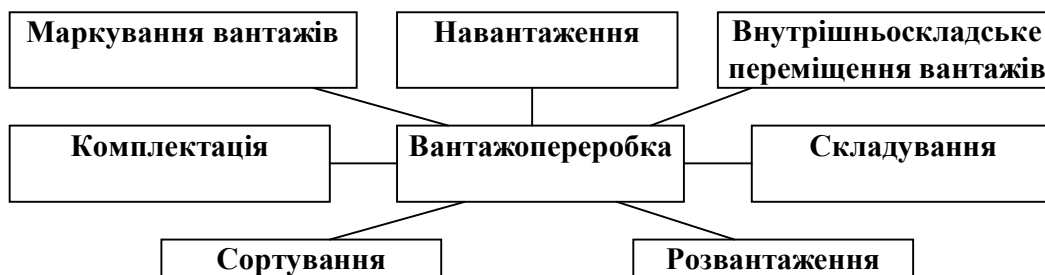 Маркування вантажів
Навантаження
Внутрішньоскладське
переміщення вантажів
Комплектація
Вантажопереробка
Складування
Сортування
Розвантаження